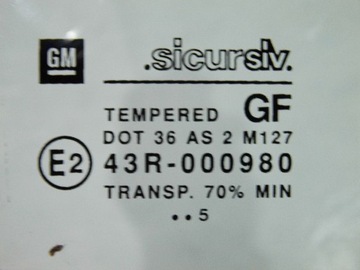 GM .sicursiv.
TEMPERED GF
DOT 36 AS 2 M127
E2 43R-000980
TRANSP. 70% MIN
••5